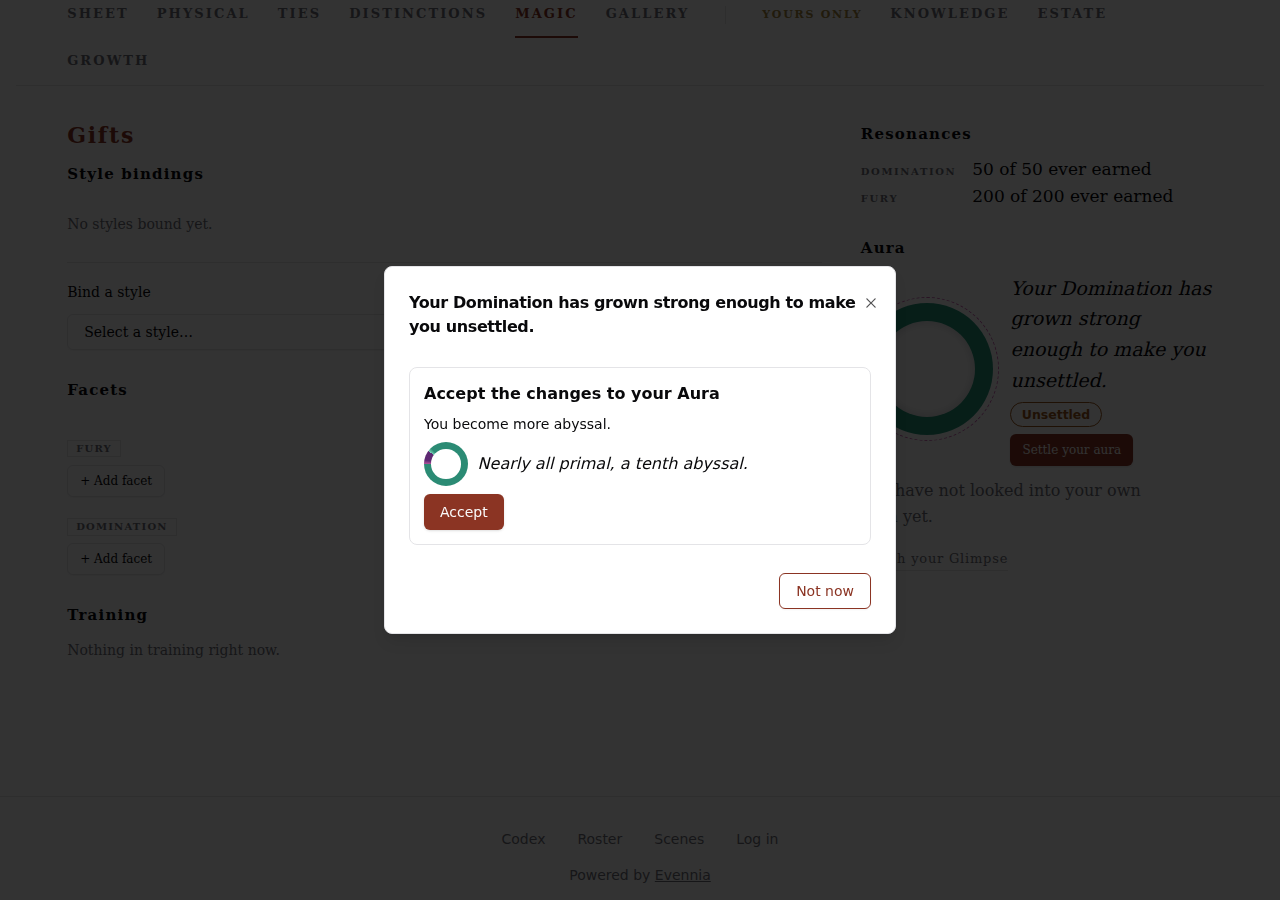 SHEET PHYSICAL TIES DISTINCTIONS MAGIC GALLERY YOURS ONLY KNOWLEDGE ESTATE
GROWTH
Gifts
Style bindings
No styles bound yet.
Bind a style
Select a style...
Facets
FURY
+ Add facet
DOMINATION
+ Add facet
Training
Nothing in training right now.
Resonances
DOMINATION 50 of 50 ever earned
FURY 200 of 200 ever earned
Aura
Your Domination has
grown strong
enough to make you
unsettled.
Unsettled
Settle your aura
have not looked into your own
yet.
your Glimpse
Your Domination has grown strong enough to make
you unsettled.
Accept the changes to your Aura
You become more abyssal.
Nearly all primal, a tenth abyssal.
Accept
Not now
Codex Roster Scenes Log in
Powered by Evennia